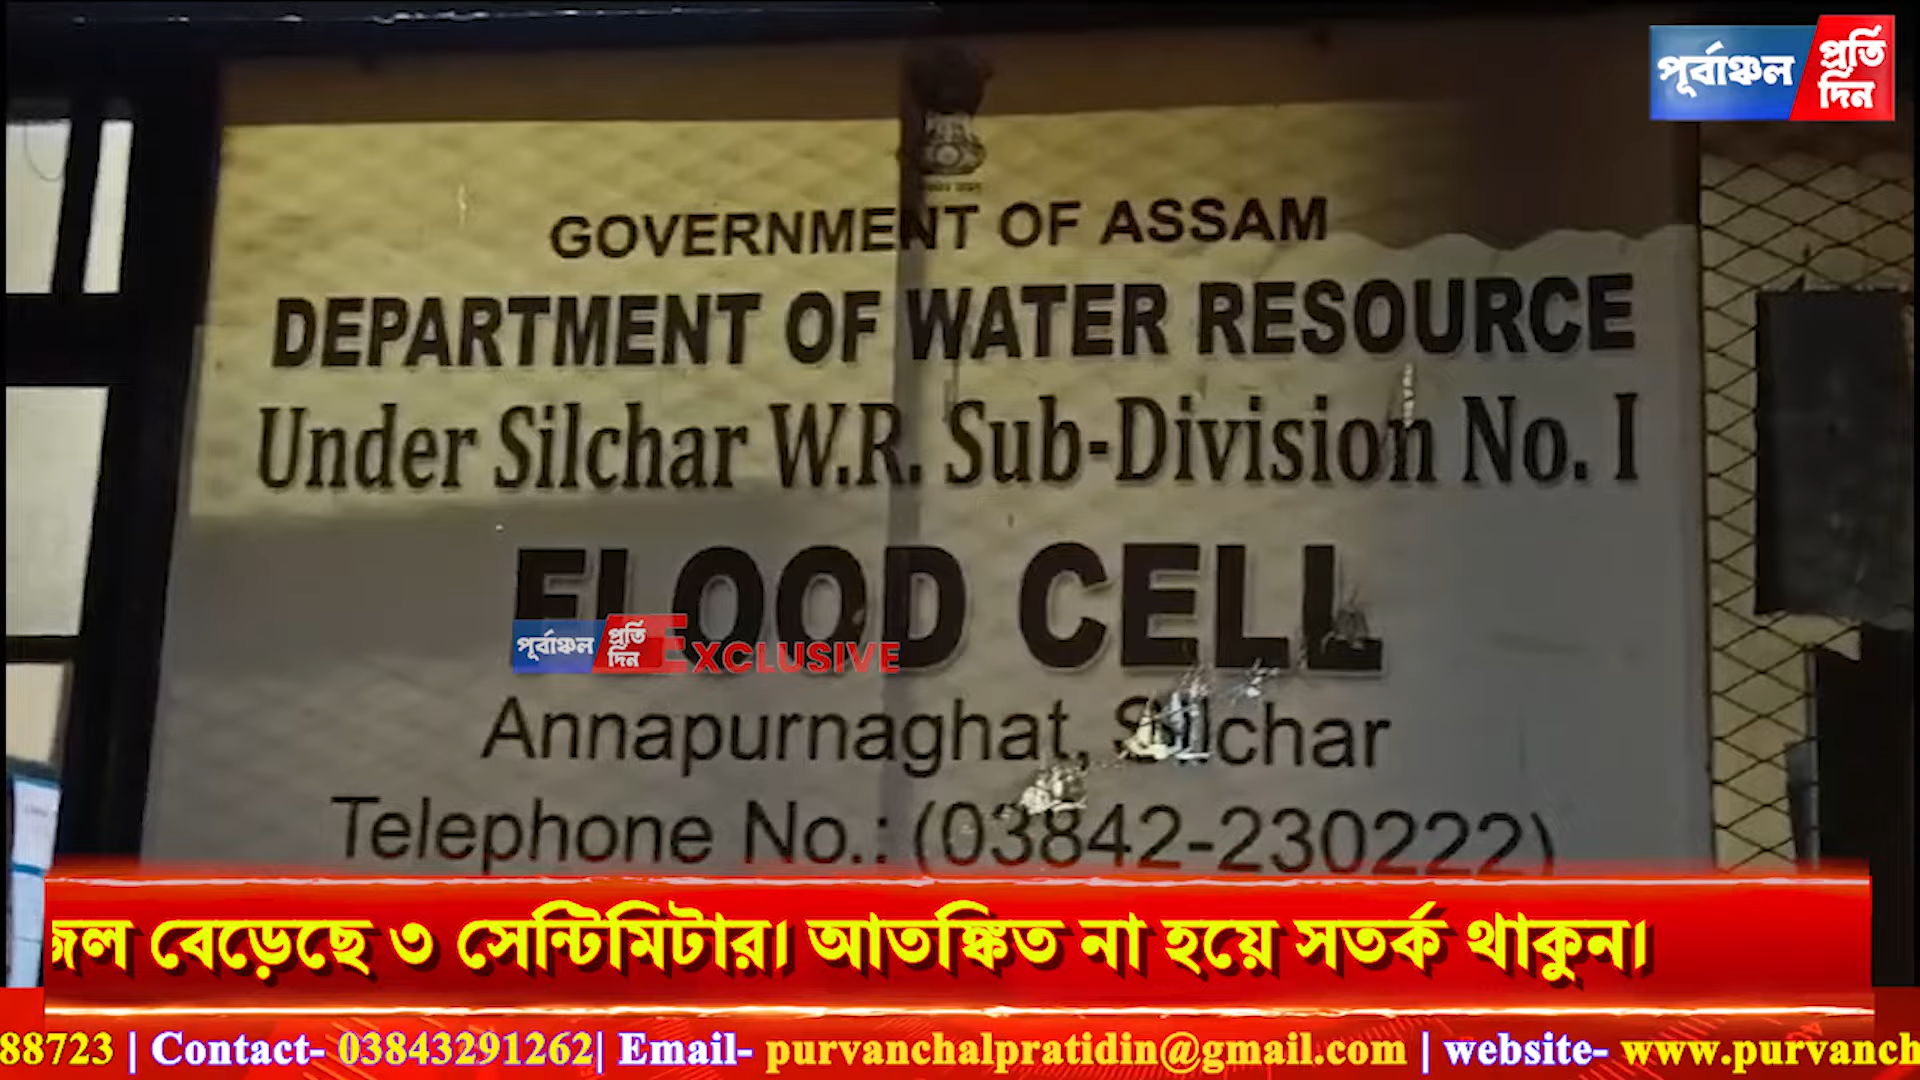 পূর্বাঞ্চল প্রতি দিন
GOVERNMENT OF ASSAM
DEPARTMENT OF WATER RESOURCE
Under Silchar W.R. Sub-Division No. I
FLOOD CELL
পূর্বাঞ্চল প্রতি দিন EXCLUSIVE
Annapurnaghat, Silchar
Telephone No.: (03842-230222)
জল বেড়েছে ৩ সেন্টিমিটার। আতঙ্কিত না হয়ে সতর্ক থাকুন।
88723 | Contact- 03843291262| Email- purvanchalpratidin@gmail.com | website- www.purvanch